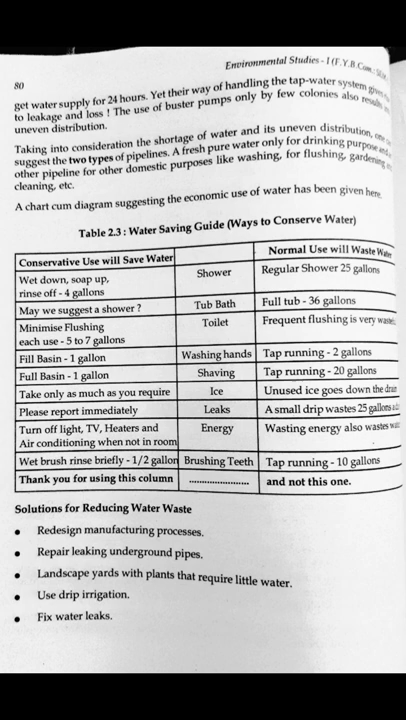 80
Environmental Studies - I (F.Y.B.Com.:
get water supply for 24 hours. Yet their way of handling the tap-water system gives
to leakage and loss ! The use of buster pumps only by few colonies also results
uneven distribution.
Taking into consideration the shortage of water and its uneven distribution, one
suggest the two types of pipelines. A fresh pure water only for drinking purpose and
other pipeline for other domestic purposes like washing, for flushing, gardening
cleaning, etc.
A chart cum diagram suggesting the economic use of water has been given here.
Table 2.3 : Water Saving Guide (Ways to Conserve Water)
Conservative Use will Save Water Normal Use will Waste Water
Wet down, soap up, Shower Regular Shower 25 gallons
rinse off - 4 gallons
May we suggest a shower ? Tub Bath Full tub - 36 gallons
Minimise Flushing Toilet Frequent flushing is very
each use - 5 to 7 gallons
Fill Basin - 1 gallon Washing hands Tap running - 2 gallons
Full Basin - 1 gallon Shaving Tap running - 20 gallons
Take only as much as you require Ice Unused ice goes down the drain
Please report immediately Leaks A small drip wastes 25 gallons
Turn off light, TV, Heaters and Energy Wasting energy also wastes
Air conditioning when not in room
Wet brush rinse briefly - 1/2 gallon Brushing Teeth Tap running - 10 gallons
Thank you for using this column ........................ and not this one.
Solutions for Reducing Water Waste
• Redesign manufacturing processes.
• Repair leaking underground pipes.
• Landscape yards with plants that require little water.
• Use drip irrigation.
• Fix water leaks.